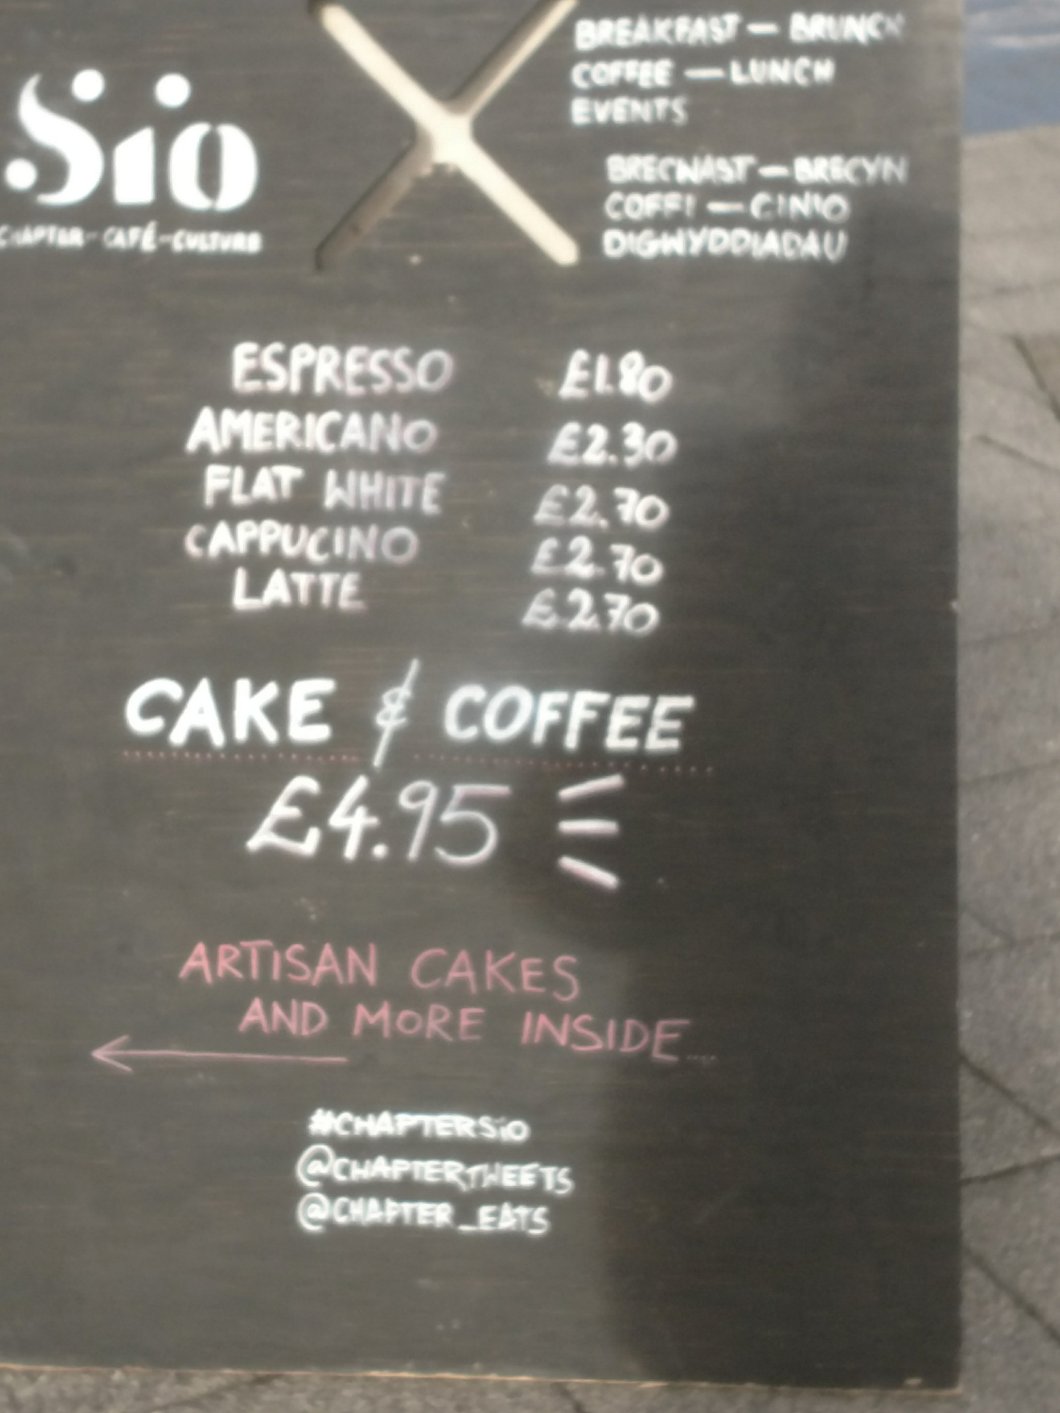 Sio
CHAPTER-CAFÉ-CULTURE
BREAKFAST — BRUNCH
COFFEE — LUNCH
EVENTS
BRECWAST — BRECYN
COFFI — CINIO
DIGWYDDIADAU
ESPRESSO £1.80
AMERICANO £2.30
FLAT WHITE £2.70
CAPPUCINO £2.70
LATTE £2.70
CAKE & COFFEE
£4.95
ARTISAN CAKES
AND MORE INSIDE....
#CHAPTERSiO
@CHAPTERTWEETS
@CHAPTER_EATS